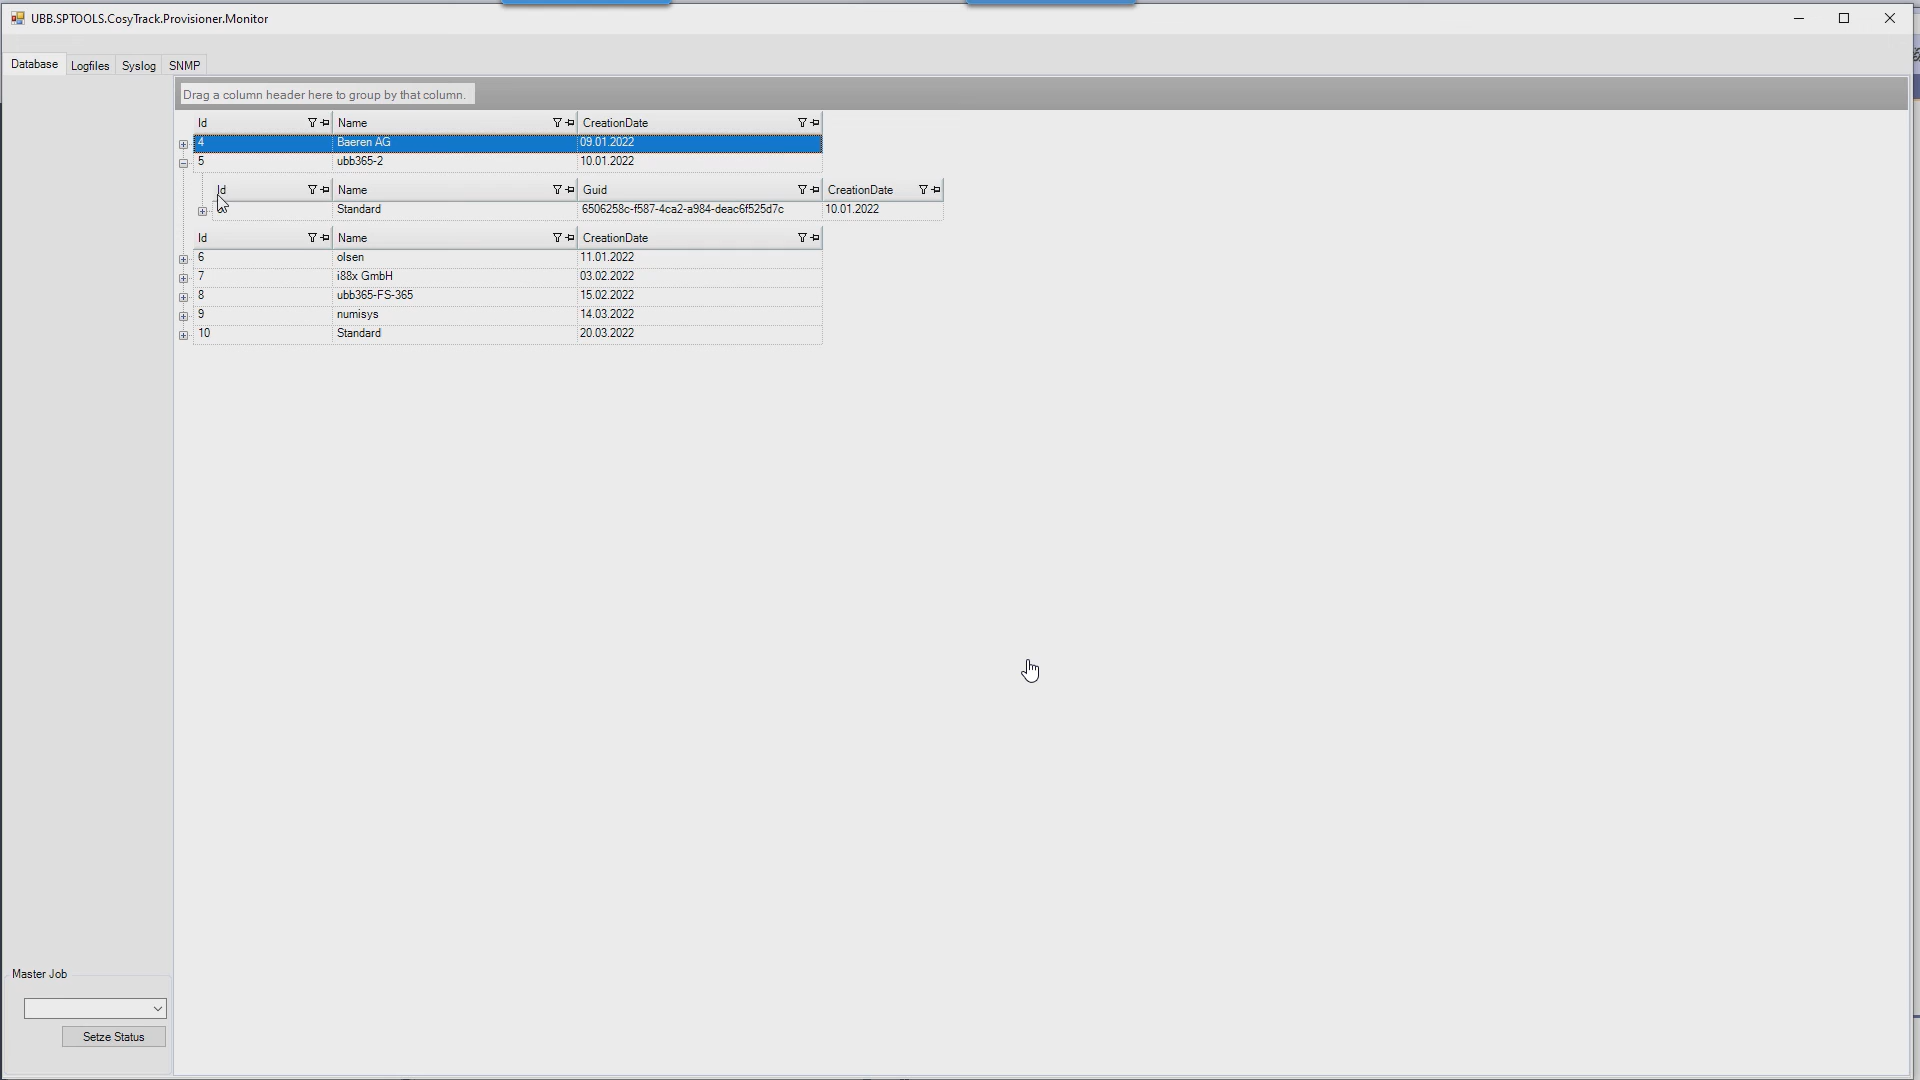 UBB.SPTOOLS.CosyTrack.Provisioner.Monitor
Database Logfiles Syslog SNMP
Drag a column header here to group by that column.
Id Name CreationDate
4 Baeren AG 09.01.2022
5 ubb365-2 10.01.2022
Id Name Guid CreationDate
Standard 6506258c-f587-4ca2-a984-deac6f525d7c 10.01.2022
Id Name CreationDate
6 olsen 11.01.2022
7 i88x GmbH 03.02.2022
8 ubb365-FS-365 15.02.2022
9 numisys 14.03.2022
10 Standard 20.03.2022
Master Job
Setze Status